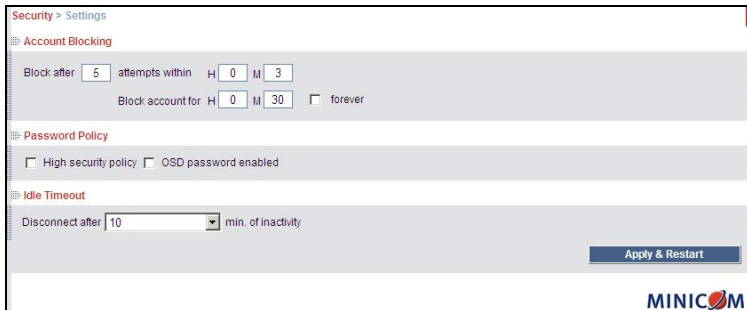 Security > Settings
Account Blocking
Block after 5 attempts within H 0 M 3
Block account for H 0 M 30 forever
Password Policy
High security policy OSD password enabled
Idle Timeout
Disconnect after 10 min. of inactivity
Apply & Restart
MINICOM